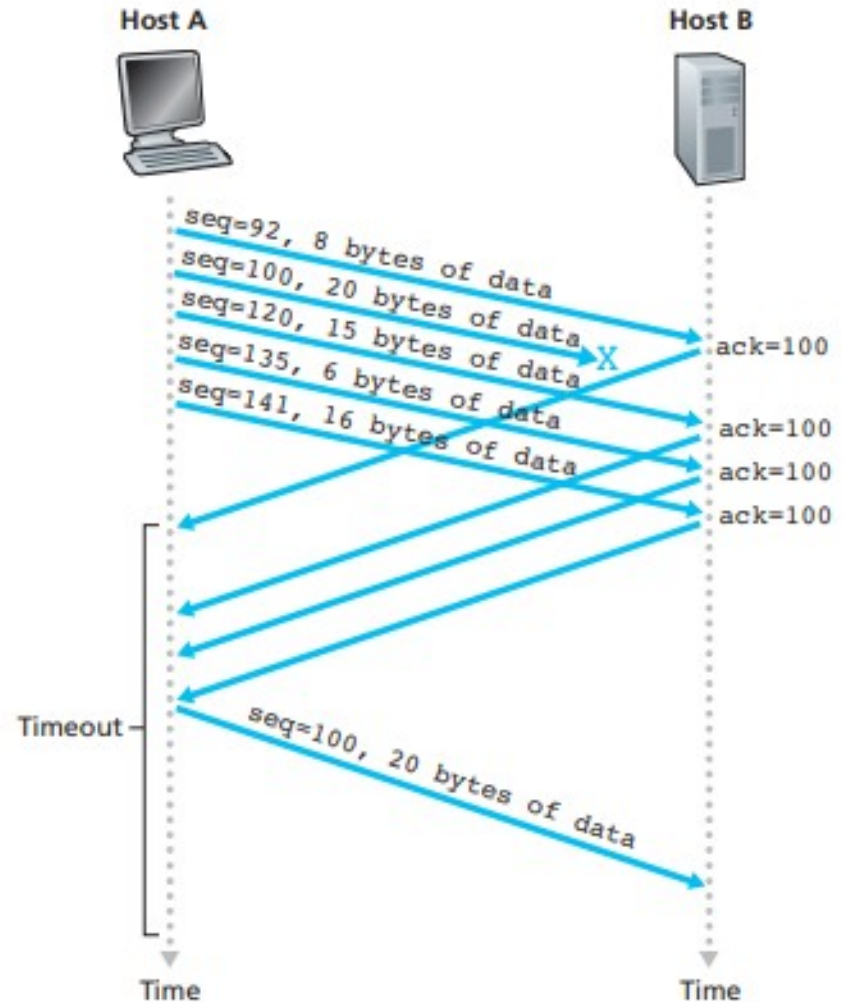 Host A
Host B
seq=92, 8 bytes of data
seq=100, 20 bytes of data
X
seq=120, 15 bytes of data
seq=135, 6 bytes of data
seq=141, 16 bytes of data
ack=100
ack=100
ack=100
ack=100
Timeout
seq=100, 20 bytes of data
Time
Time